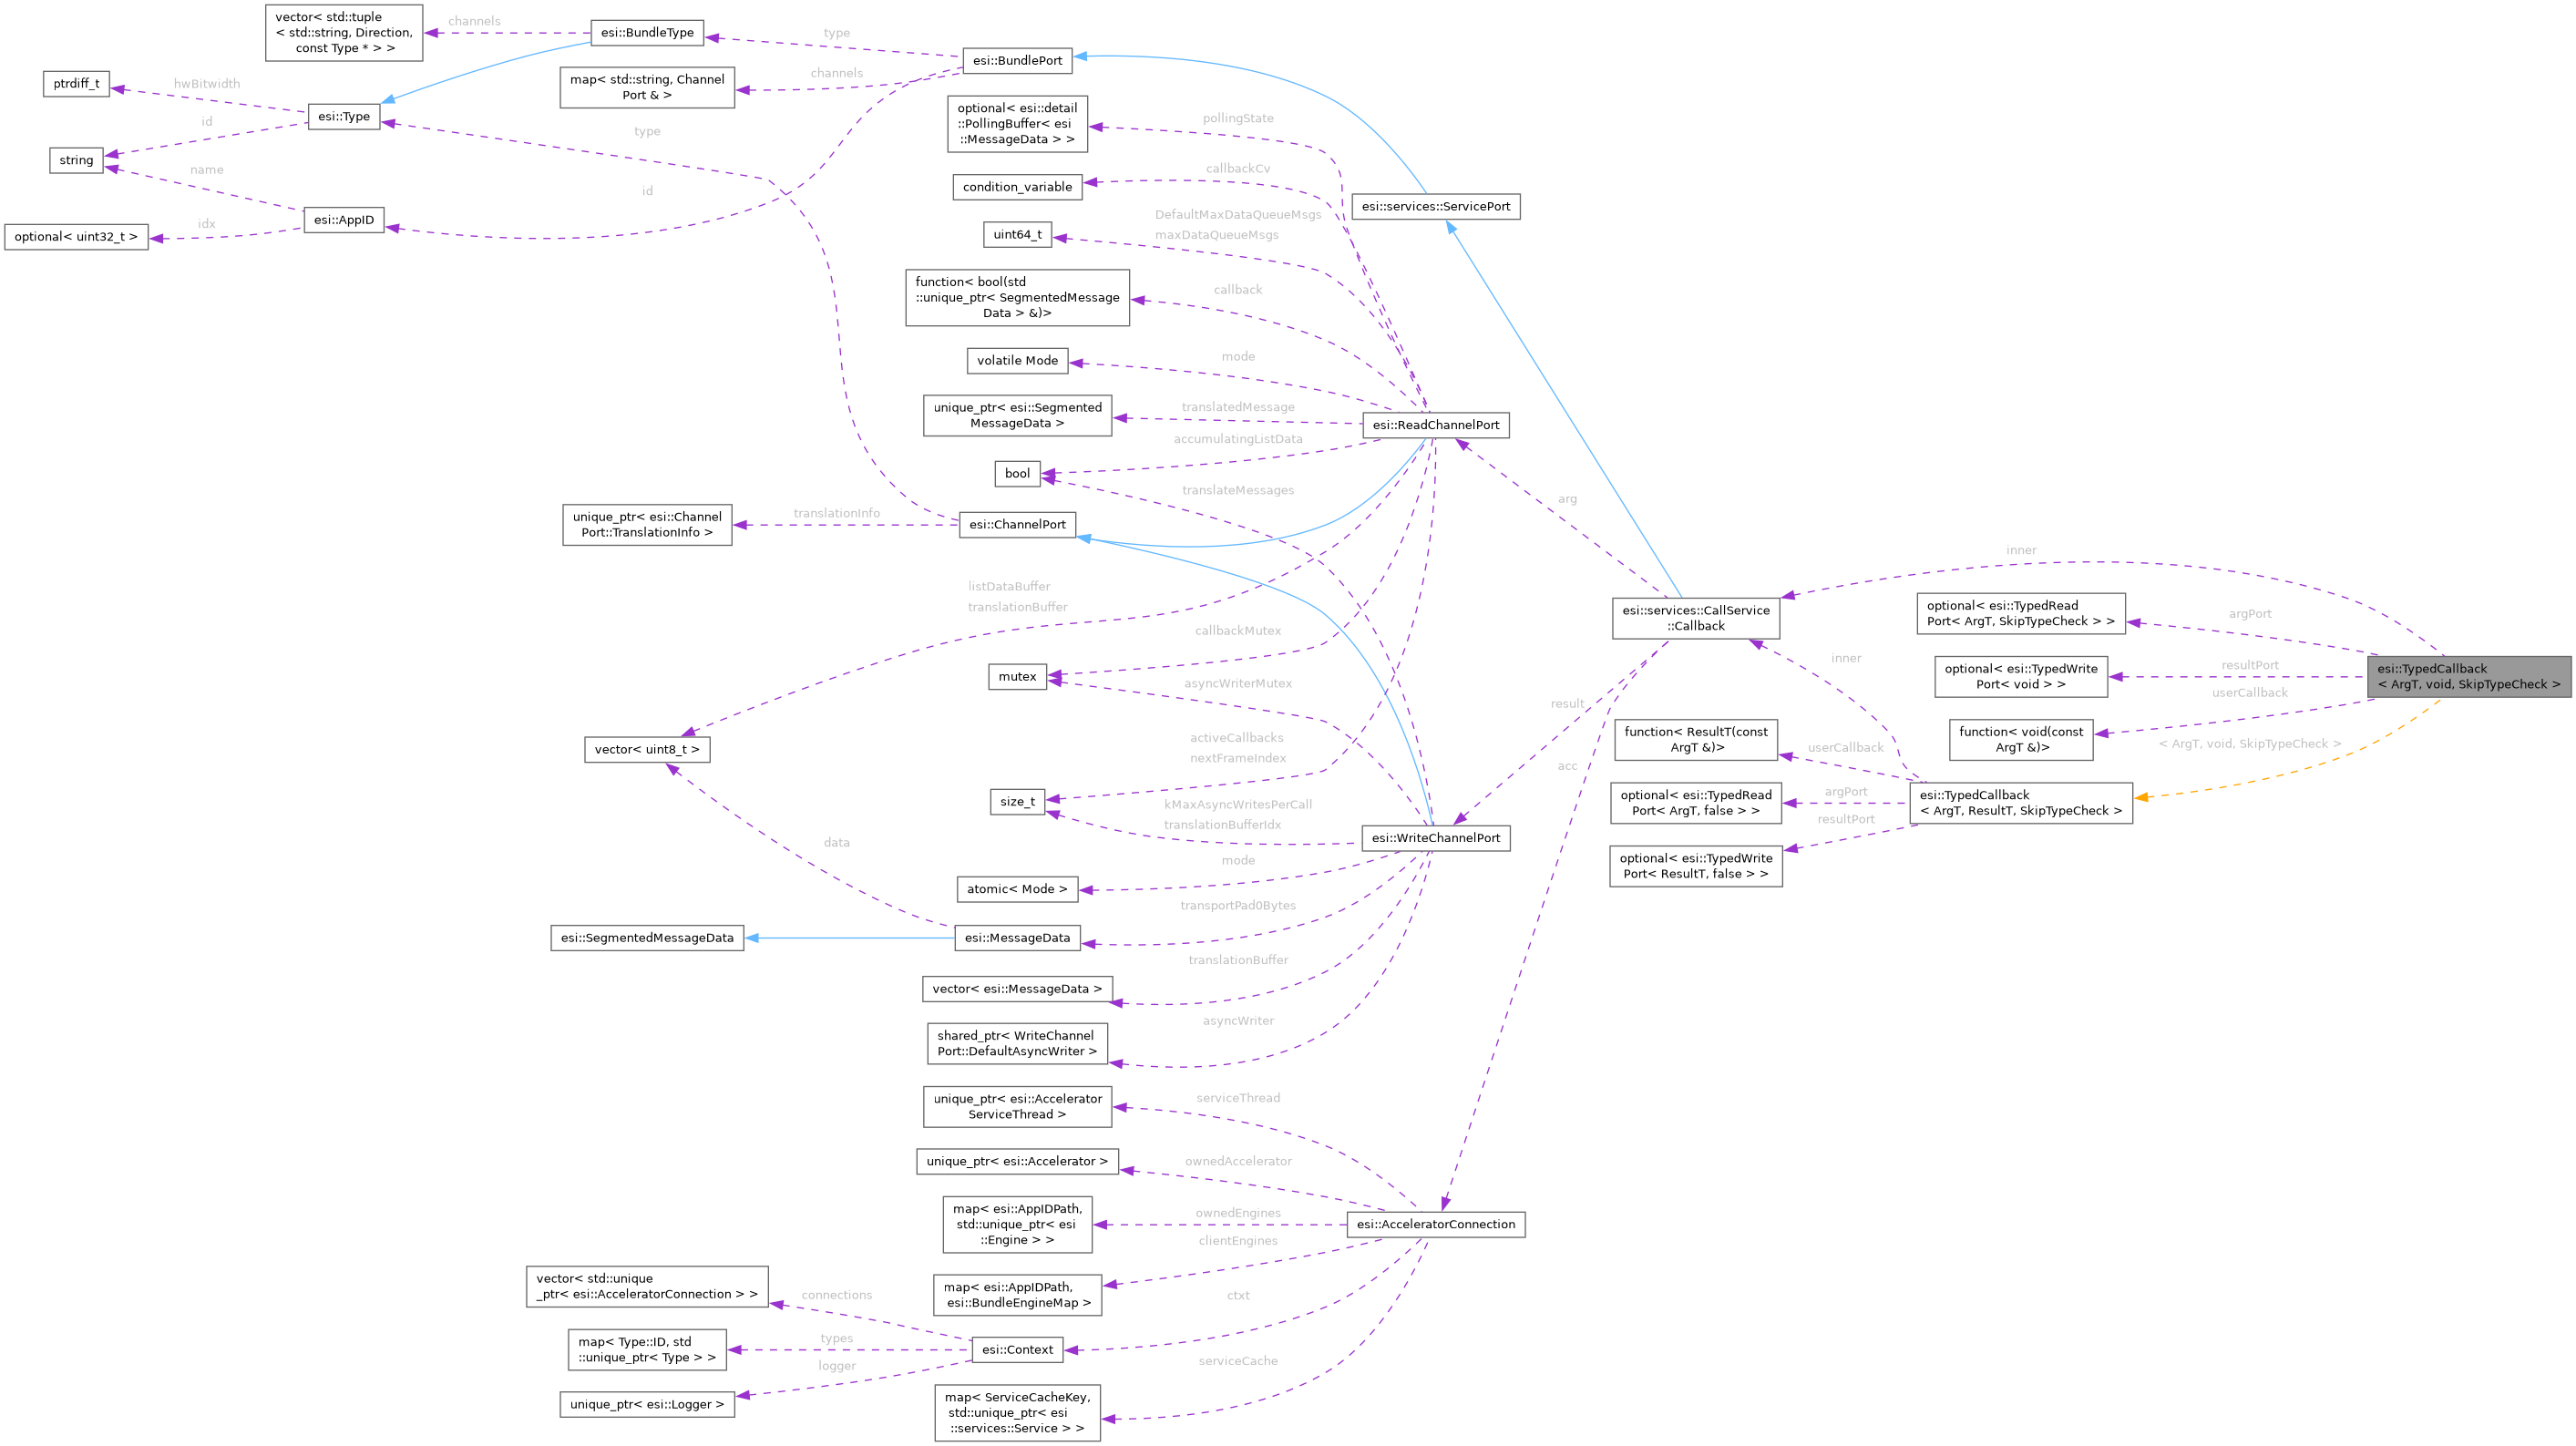 vector< std::tuple
< std::string, Direction,
const Type * > >
channels
esi::BundleType
type
esi::BundlePort
ptrdiff_t
hwBitwidth
map< std::string, Channel
Port & >
channels
esi::Type
id
type
string
name
esi::AppID
id
optional< uint32_t >
idx
optional< esi::detail
::PollingBuffer< esi
::MessageData > >
pollingState
condition_variable
callbackCv
esi::services::ServicePort
uint64_t
DefaultMaxDataQueueMsgs
maxDataQueueMsgs
function< bool(std
::unique_ptr< SegmentedMessage
Data > &)>
callback
volatile Mode
mode
unique_ptr< esi::Segmented
MessageData >
translatedMessage
esi::ReadChannelPort
bool
accumulatingListData
translateMessages
arg
unique_ptr< esi::Channel
Port::TranslationInfo >
translationInfo
esi::ChannelPort
inner
listDataBuffer
translationBuffer
esi::services::CallService
::Callback
optional< esi::TypedRead
Port< ArgT, SkipTypeCheck > >
argPort
mutex
callbackMutex
asyncWriterMutex
inner
optional< esi::TypedWrite
Port< void > >
resultPort
esi::TypedCallback
< ArgT, void, SkipTypeCheck >
userCallback
result
vector< uint8_t >
activeCallbacks
nextFrameIndex
function< ResultT(const
ArgT &)>
userCallback
function< void(const
ArgT &)>
< ArgT, void, SkipTypeCheck >
acc
size_t
kMaxAsyncWritesPerCall
translationBufferIdx
optional< esi::TypedRead
Port< ArgT, false > >
argPort
resultPort
esi::TypedCallback
< ArgT, ResultT, SkipTypeCheck >
esi::WriteChannelPort
data
optional< esi::TypedWrite
Port< ResultT, false > >
atomic< Mode >
mode
transportPad0Bytes
esi::SegmentedMessageData
esi::MessageData
vector< esi::MessageData >
translationBuffer
shared_ptr< WriteChannel
Port::DefaultAsyncWriter >
asyncWriter
unique_ptr< esi::Accelerator
ServiceThread >
serviceThread
unique_ptr< esi::Accelerator >
ownedAccelerator
map< esi::AppIDPath,
std::unique_ptr< esi
::Engine > >
ownedEngines
esi::AcceleratorConnection
clientEngines
map< esi::AppIDPath,
esi::BundleEngineMap >
vector< std::unique
_ptr< esi::AcceleratorConnection > >
connections
ctxt
map< Type::ID, std
::unique_ptr< Type > >
types
esi::Context
logger
serviceCache
unique_ptr< esi::Logger >
map< ServiceCacheKey,
std::unique_ptr< esi
::services::Service > >